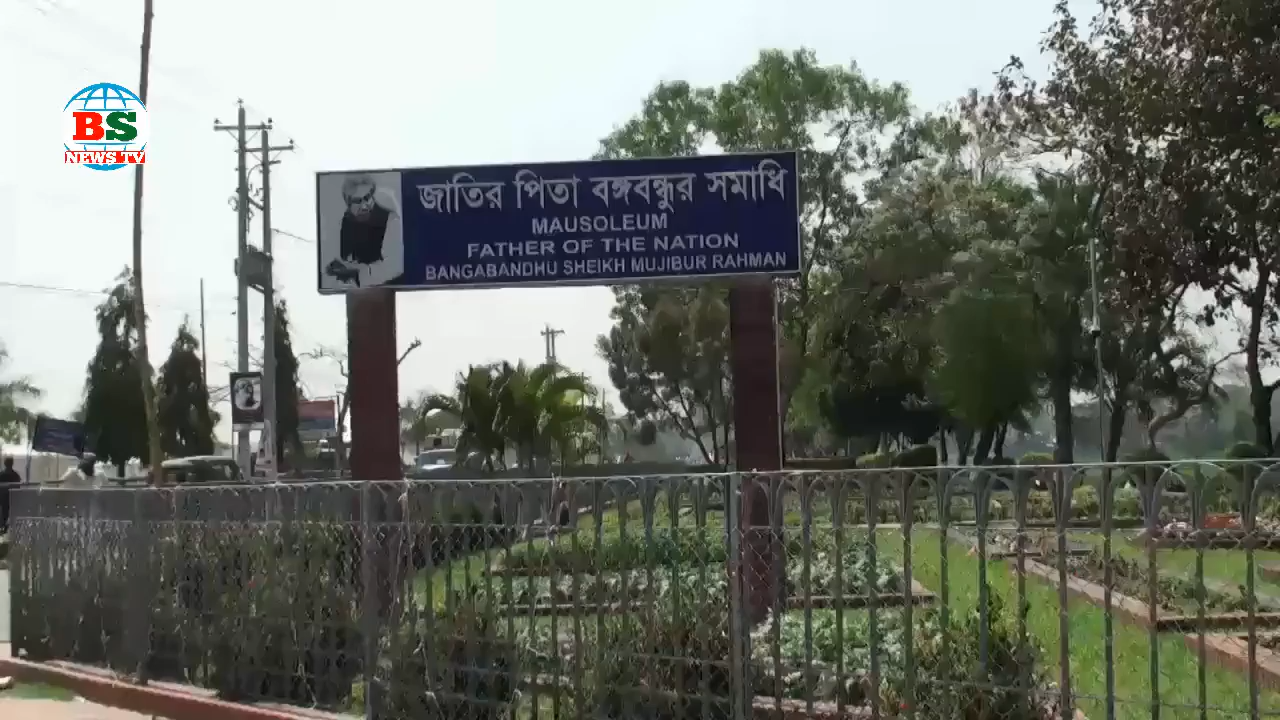 BS
NEWS TV
জাতির পিতা বঙ্গবন্ধুর সমাধি
MAUSOLEUM
FATHER OF THE NATION
BANGABANDHU SHEIKH MUJIBUR RAHMAN